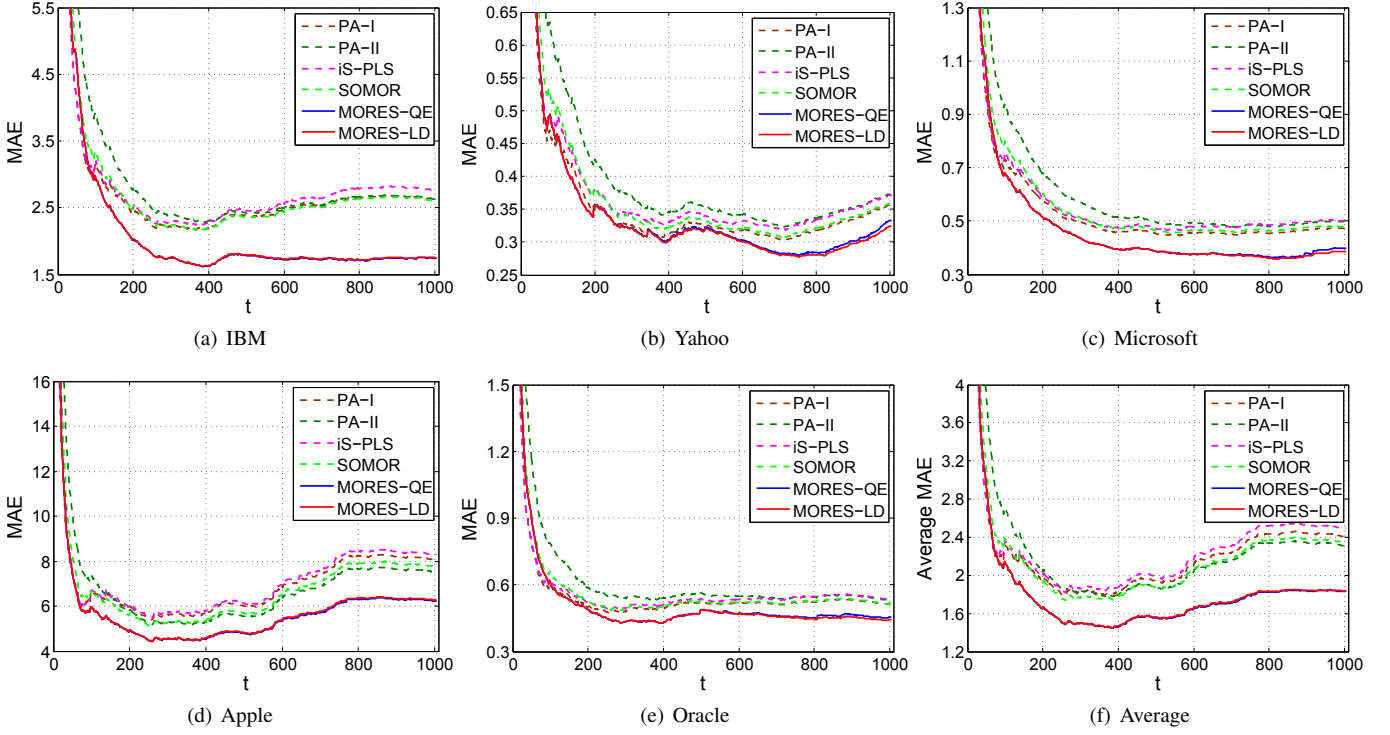 5.5
4.5
3.5
2.5
1.5
MAE
0 200 400 600 800 1000
t
PA-I
PA-II
iS-PLS
SOMOR
MORES-QE
MORES-LD
(a) IBM
0.65
0.6
0.55
0.5
0.45
0.4
0.35
0.3
0.25
MAE
0 200 400 600 800 1000
t
PA-I
PA-II
iS-PLS
SOMOR
MORES-QE
MORES-LD
(b) Yahoo
1.3
1.1
0.9
0.7
0.5
0.3
MAE
0 200 400 600 800 1000
t
PA-I
PA-II
iS-PLS
SOMOR
MORES-QE
MORES-LD
(c) Microsoft
16
14
12
10
8
6
4
MAE
0 200 400 600 800 1000
t
PA-I
PA-II
iS-PLS
SOMOR
MORES-QE
MORES-LD
(d) Apple
1.5
1.2
0.9
0.6
0.3
MAE
0 200 400 600 800 1000
t
PA-I
PA-II
iS-PLS
SOMOR
MORES-QE
MORES-LD
(e) Oracle
4
3.6
3.2
2.8
2.4
2
1.6
1.2
Average MAE
0 200 400 600 800 1000
t
PA-I
PA-II
iS-PLS
SOMOR
MORES-QE
MORES-LD
(f) Average